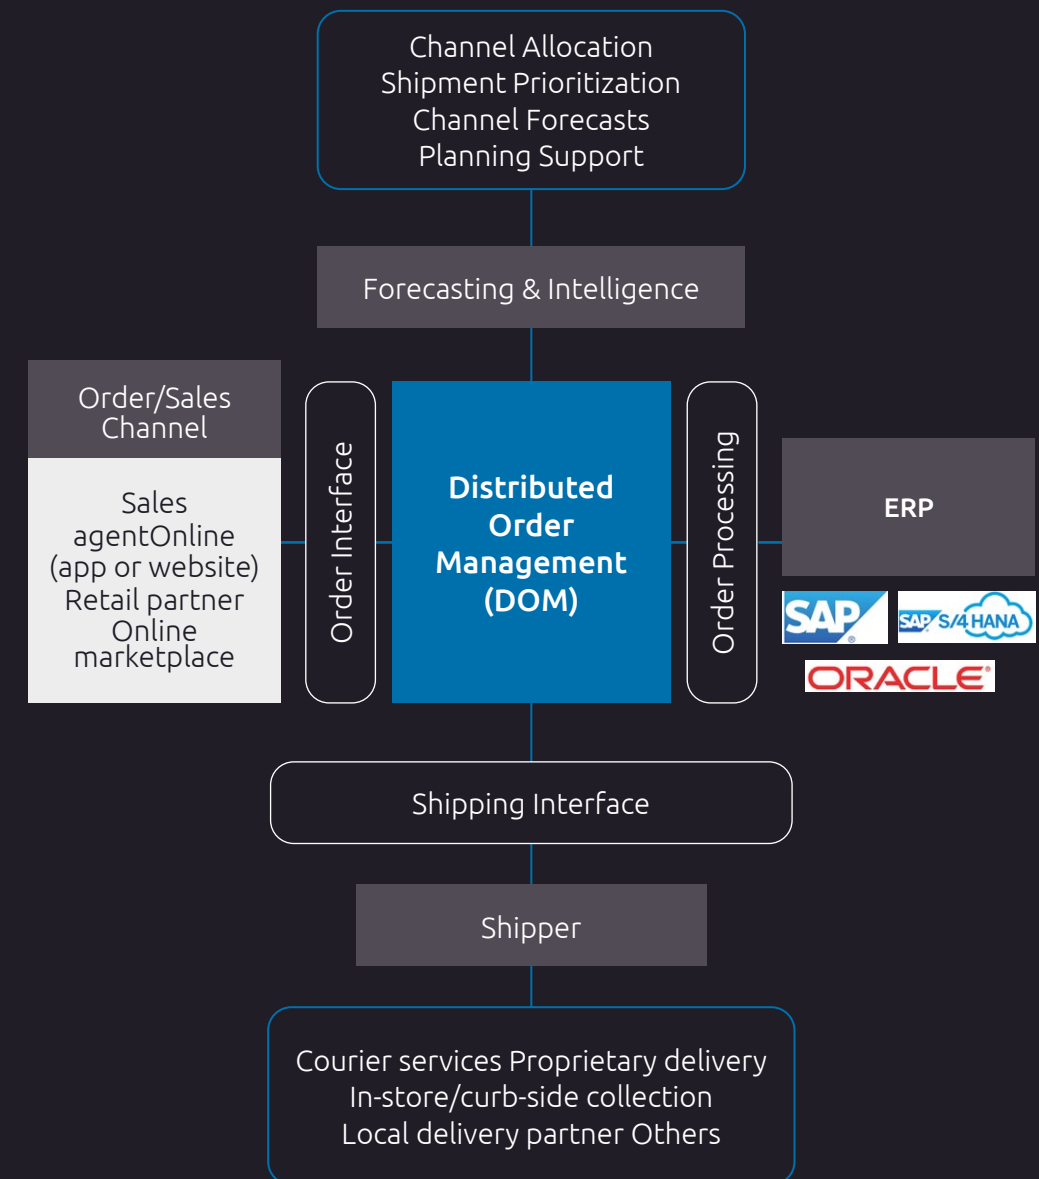 Channel Allocation
Shipment Prioritization
Channel Forecasts
Planning Support
Forecasting & Intelligence
Order/Sales
Channel
Sales
agentOnline
(app or website)
Retail partner
Online
marketplace
Order Interface
Distributed
Order
Management
(DOM)
Order Processing
ERP
SAP®
SAP S/4HANA
ORACLE®
Shipping Interface
Shipper
Courier services Proprietary delivery
In-store/curb-side collection
Local delivery partner Others